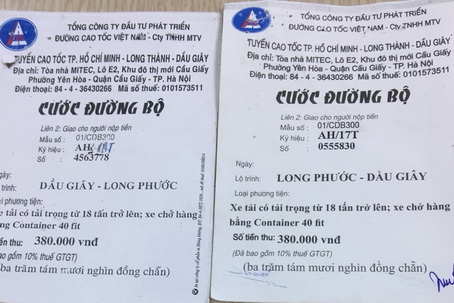 TỔNG CÔNG TY ĐẦU TƯ PHÁT TRIỂN
ĐƯỜNG CAO TỐC VIỆT NAM - Cty TNHH MTV
TUYẾN CAO TỐC TP. HỒ CHÍ MINH - LONG THÀNH - DẦU GIÂY
Địa chỉ: Tòa nhà MITEC, Lô E2, Khu đô thị mới Cầu Giấy
Phường Yên Hòa - Quận Cầu Giấy - TP. Hà Nội
Điện thoại: 84 - 4 - 36430266 Mã số thuế: 0101573511
CƯỚC ĐƯỜNG BỘ
Liên 2: Giao cho người nộp tiền
Mẫu số : 01/CDB300
Ký hiệu : AH/
Số : 4563778
Lộ trình :
DẦU GIÂY - LONG PHƯỚC
Loại phương tiện:
Xe tải có tải trọng từ 18 tấn trở lên; xe chở hàng
bằng Container 40 fit
Số tiền thu: 380.000 vnđ
(Đã bao gồm 10% thuế GTGT)
(ba trăm tám mươi nghìn đồng chẵn)
TỔNG CÔNG TY ĐẦU TƯ PHÁT TRIỂN
ĐƯỜNG CAO TỐC VIỆT NAM - Cty TNHH MTV
TUYẾN CAO TỐC TP. HỒ CHÍ MINH - LONG THÀNH - DẦU GIÂY
Địa chỉ: Tòa nhà MITEC, Lô E2, Khu đô thị mới Cầu Giấy
Phường Yên Hòa - Quận Cầu Giấy - TP. Hà Nội
Điện thoại: 84 - 4 - 36430266 Mã số thuế: 0101573511
CƯỚC ĐƯỜNG BỘ
Liên 2: Giao cho người nộp tiền
Mẫu số : 01/CDB300
Ký hiệu : AH/17T
Số : 0555830
Lộ trình :
LONG PHƯỚC - DẦU GIÂY
Loại phương tiện:
Xe tải có tải trọng từ 18 tấn trở lên; xe chở hàng
bằng Container 40 fit
Số tiền thu: 380.000 vnđ
(Đã bao gồm 10% thuế GTGT)
(ba trăm tám mươi nghìn đồng chẵn)